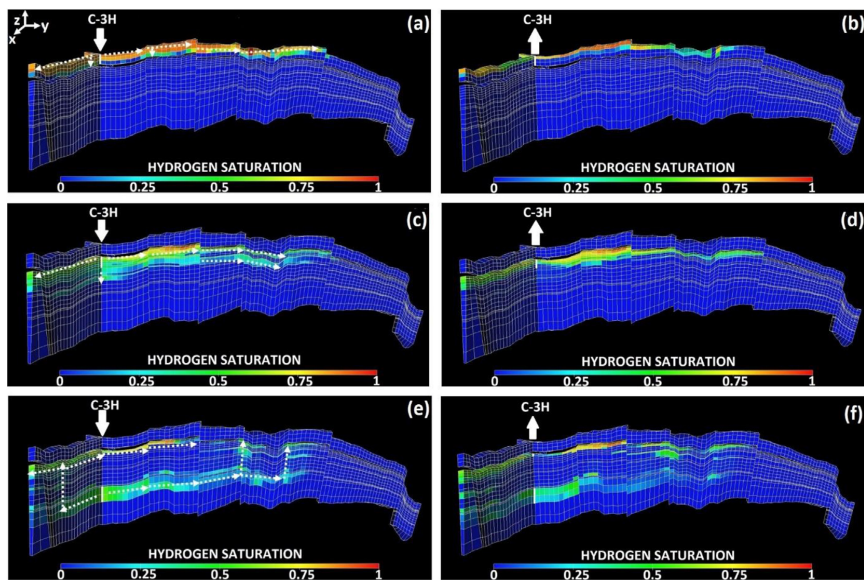 (a)
z
y
x
C-3H
HYDROGEN SATURATION
0 0.25 0.5 0.75 1
(b)
C-3H
HYDROGEN SATURATION
0 0.25 0.5 0.75 1
(c)
C-3H
HYDROGEN SATURATION
0 0.25 0.5 0.75 1
(d)
C-3H
HYDROGEN SATURATION
0 0.25 0.5 0.75 1
(e)
C-3H
HYDROGEN SATURATION
0 0.25 0.5 0.75 1
(f)
C-3H
HYDROGEN SATURATION
0 0.25 0.5 0.75 1